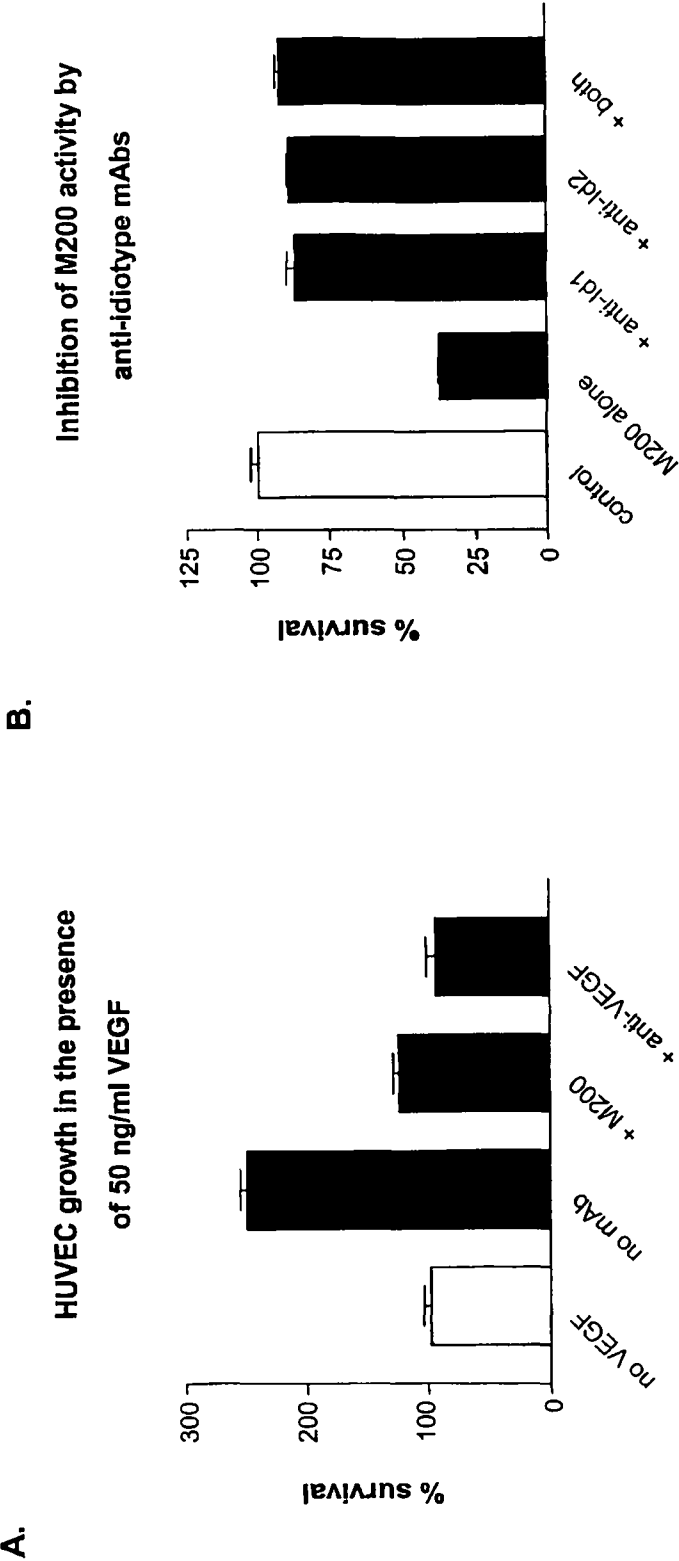 A.
HUVEC growth in the presence
of 50 ng/ml VEGF
% survival
300
200
100
0
no VEGF
no mAb
+ M200
+ anti-VEGF
B.
Inhibition of M200 activity by
anti-idiotype mAbs
% survival
125
100
75
50
25
0
control
M200 alone
+ anti-Id1
+ anti-Id2
+ both